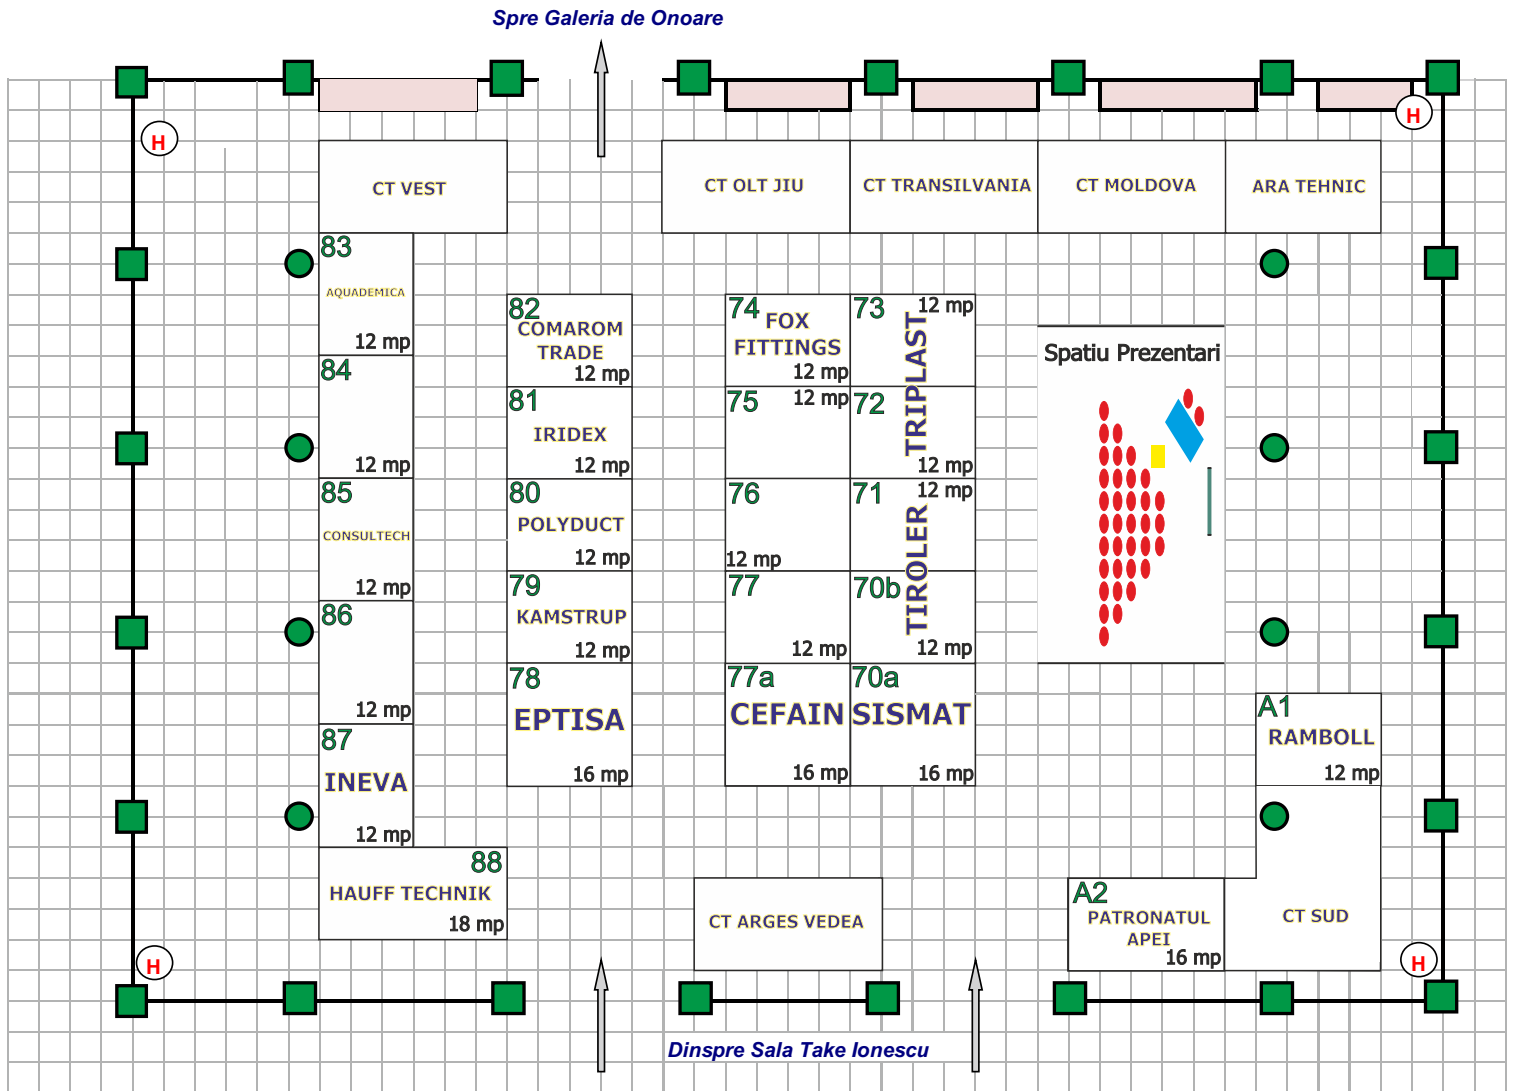 Spre Galeria de Onoare
H
H
CT VEST
CT OLT JIU
CT TRANSILVANIA
CT MOLDOVA
ARA TEHNIC
83
AQUADEMICA
12 mp
84
12 mp
85
CONSULTECH
12 mp
86
12 mp
87
INEVA
12 mp
88
HAUFF TECHNIK
18 mp
82
COMAROM
TRADE
12 mp
81
IRIDEX
12 mp
80
POLYDUCT
12 mp
79
KAMSTRUP
12 mp
78
EPTISA
16 mp
74
FOX
FITTINGS
12 mp
75
12 mp
76
12 mp
77
12 mp
77a
CEFAIN
16 mp
73
12 mp
TRIPLAST
72
12 mp
71
12 mp
TIROLER
70b
12 mp
70a
SISMAT
16 mp
Spatiu Prezentari
A1
RAMBOLL
12 mp
CT ARGES VEDEA
A2
PATRONATUL
APEI
16 mp
CT SUD
H
H
Dinspre Sala Take Ionescu